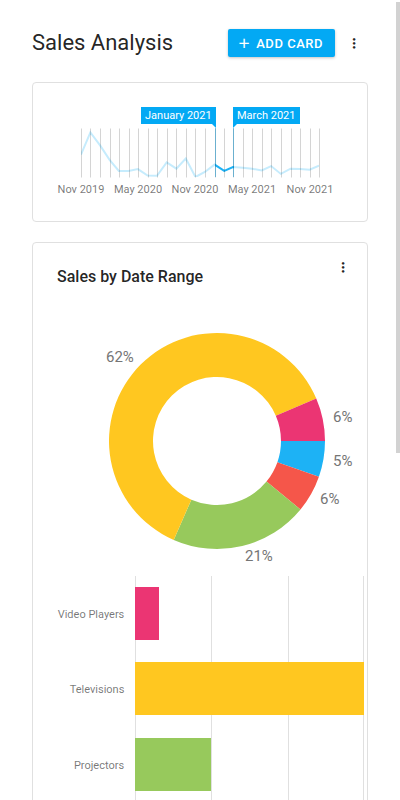 Sales Analysis
+ ADD CARD
January 2021
March 2021
Nov 2019
May 2020
Nov 2020
May 2021
Nov 2021
Sales by Date Range
62%
6%
5%
6%
21%
Video Players
Televisions
Projectors